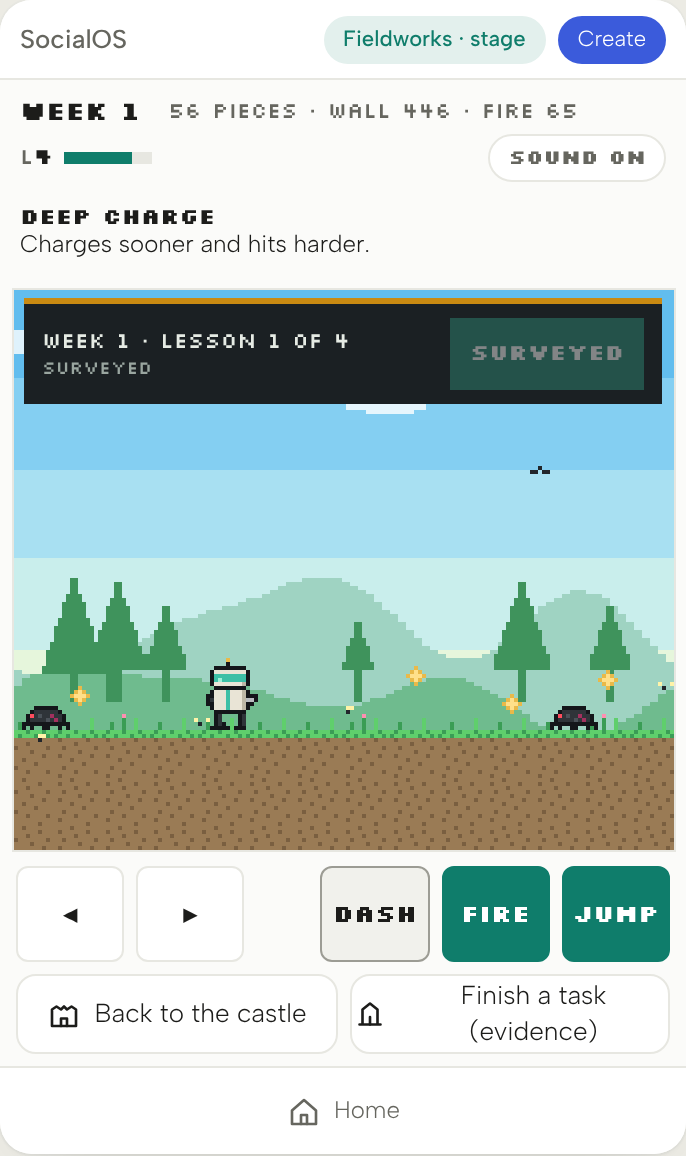 SocialOS
Fieldworks · stage
Create
WEEK 1 56 PIECES · WALL 446 · FIRE 65
L4
SOUND ON
DEEP CHARGE
Charges sooner and hits harder.
WEEK 1 · LESSON 1 OF 4
SURVEYED
SURVEYED
DASH
FIRE
JUMP
Back to the castle
Finish a task
(evidence)
Home